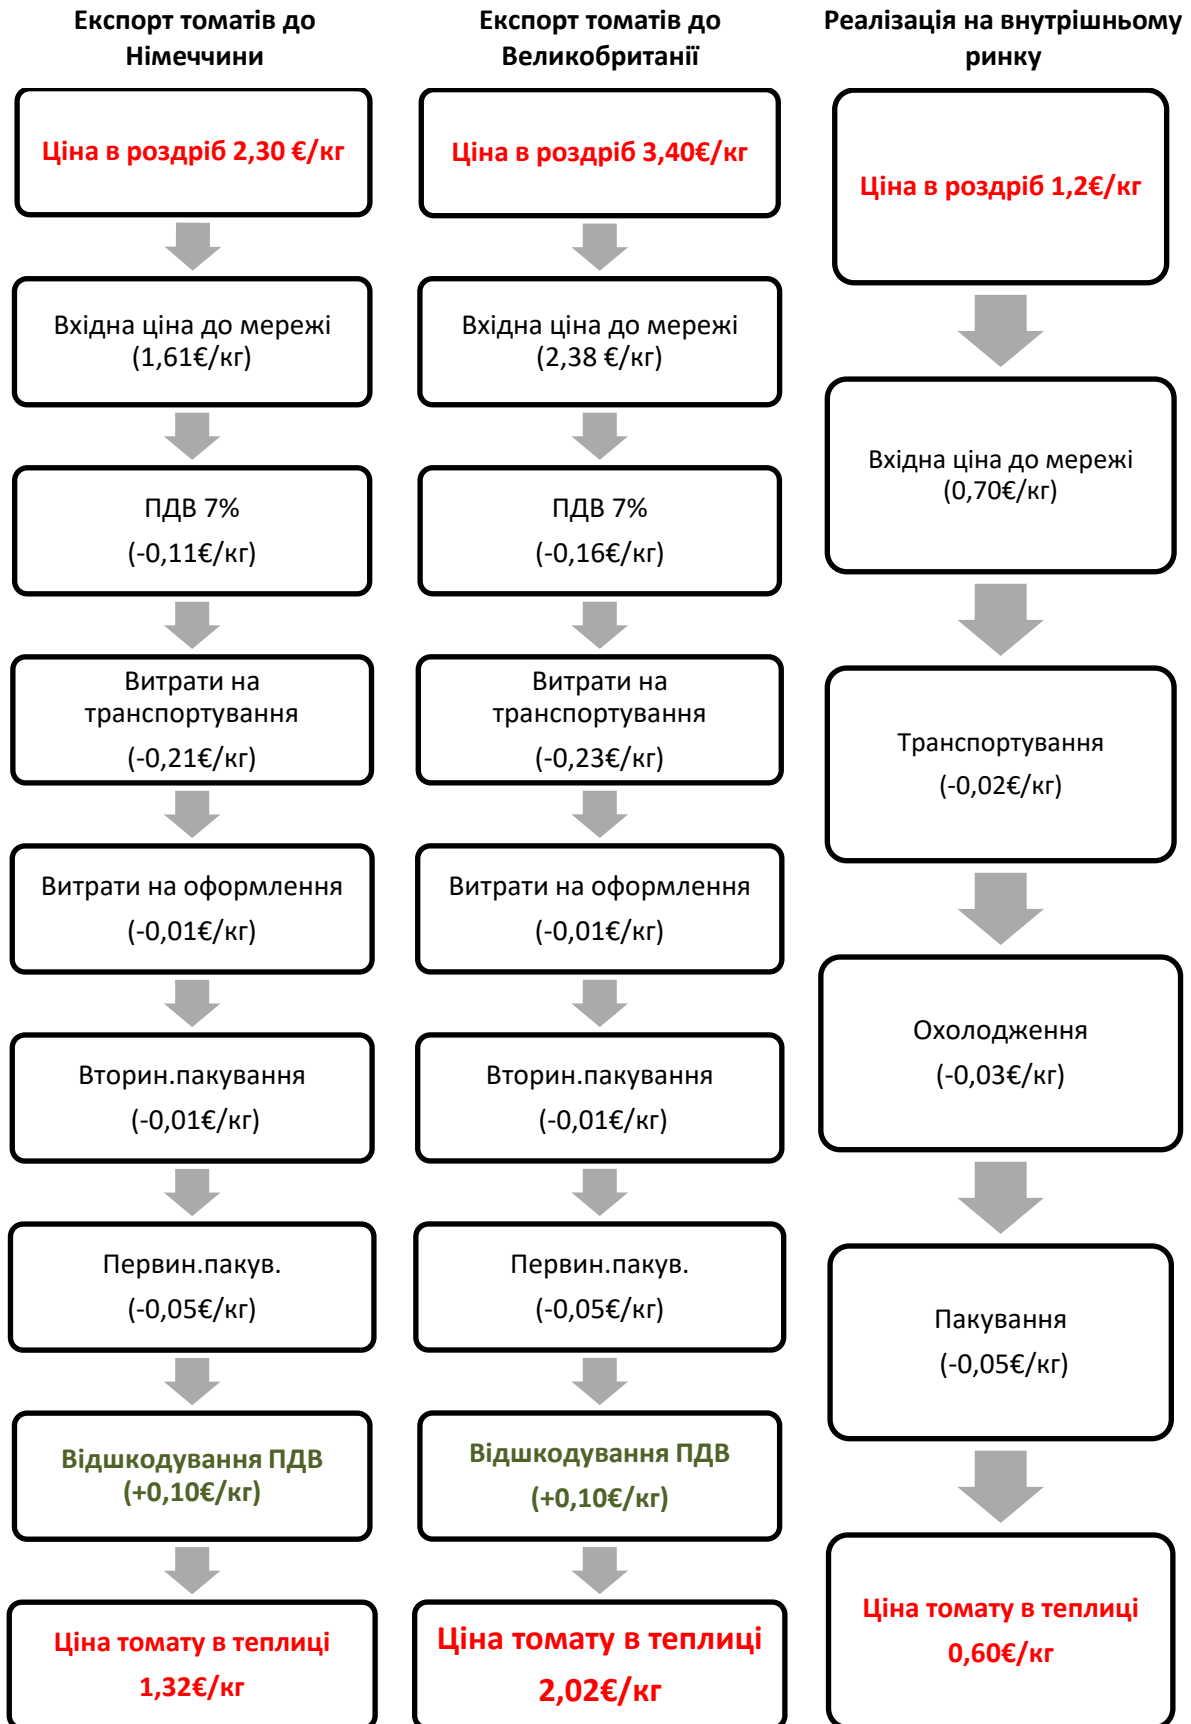 Експорт томатів до
Німеччини
Ціна в роздріб 2,30 €/кг
Вхідна ціна до мережі
(1,61€/кг)
ПДВ 7%
(-0,11€/кг)
Витрати на
транспортування
(-0,21€/кг)
Витрати на оформлення
(-0,01€/кг)
Вторин.пакування
(-0,01€/кг)
Первин.пакув.
(-0,05€/кг)
Відшкодування ПДВ
(+0,10€/кг)
Ціна томату в теплиці
1,32€/кг
Експорт томатів до
Великобританії
Ціна в роздріб 3,40€/кг
Вхідна ціна до мережі
(2,38 €/кг)
ПДВ 7%
(-0,16€/кг)
Витрати на
транспортування
(-0,23€/кг)
Витрати на оформлення
(-0,01€/кг)
Вторин.пакування
(-0,01€/кг)
Первин.пакув.
(-0,05€/кг)
Відшкодування ПДВ
(+0,10€/кг)
Ціна томату в теплиці
2,02€/кг
Реалізація на внутрішньому
ринку
Ціна в роздріб 1,2€/кг
Вхідна ціна до мережі
(0,70€/кг)
Транспортування
(-0,02€/кг)
Охолодження
(-0,03€/кг)
Пакування
(-0,05€/кг)
Ціна томату в теплиці
0,60€/кг